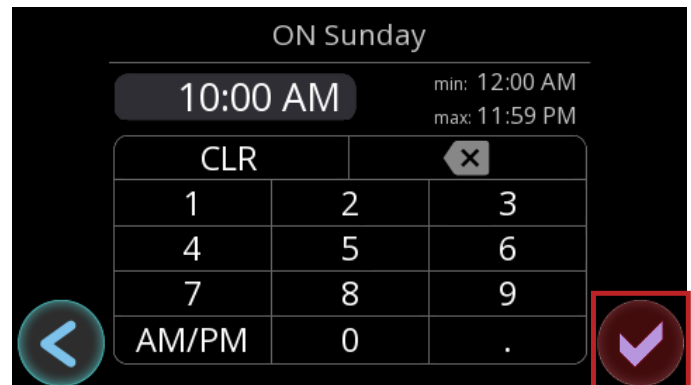 ON Sunday
10:00 AM
min: 12:00 AM
max: 11:59 PM
CLR
1 2 3
4 5 6
7 8 9
AM/PM 0 .